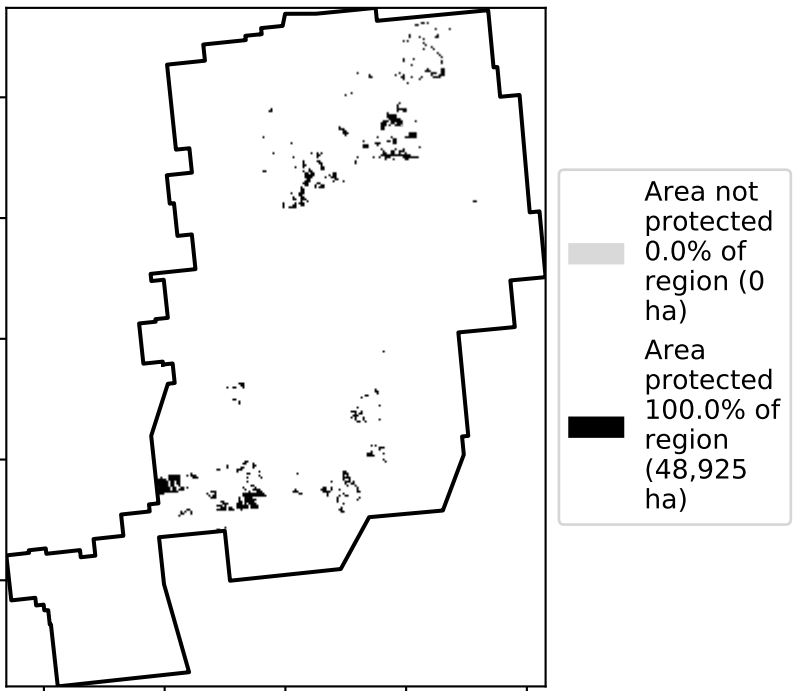 Area not
protected
0.0% of
region (0
ha)
Area
protected
100.0% of
region
(48,925
ha)